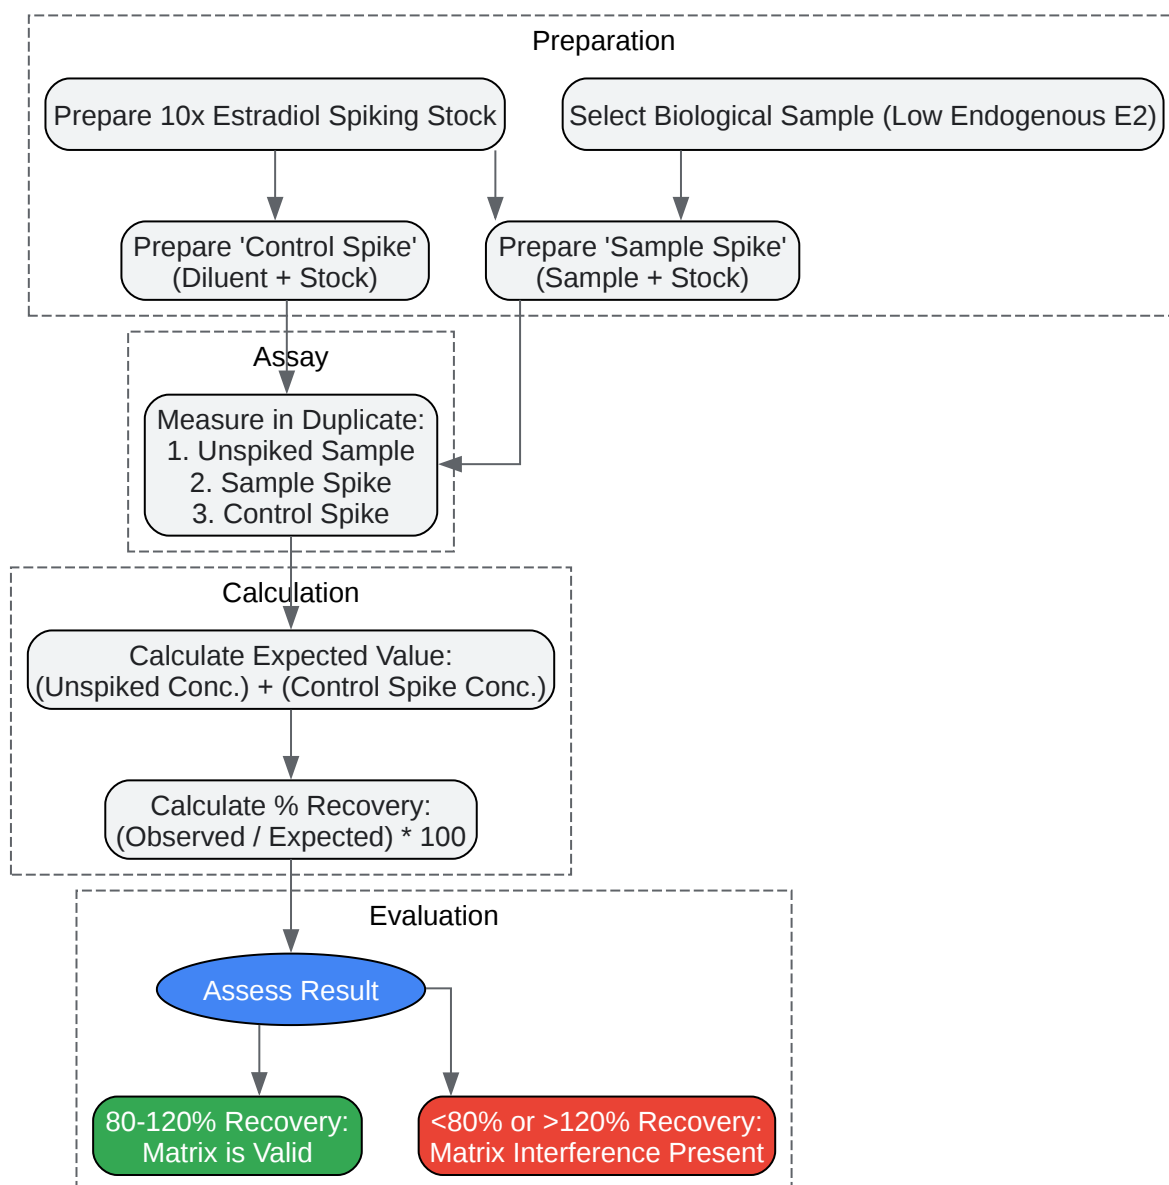 Preparation
Prepare 10x Estradiol Spiking Stock
Select Biological Sample (Low Endogenous E2)
Prepare 'Control Spike'
(Diluent + Stock)
Prepare 'Sample Spike'
(Sample + Stock)
Assay
Measure in Duplicate:
1. Unspiked Sample
2. Sample Spike
3. Control Spike
Calculation
Calculate Expected Value:
(Unspiked Conc.) + (Control Spike Conc.)
Calculate % Recovery:
(Observed / Expected) * 100
Evaluation
Assess Result
80-120% Recovery:
Matrix is Valid
<80% or >120% Recovery:
Matrix Interference Present